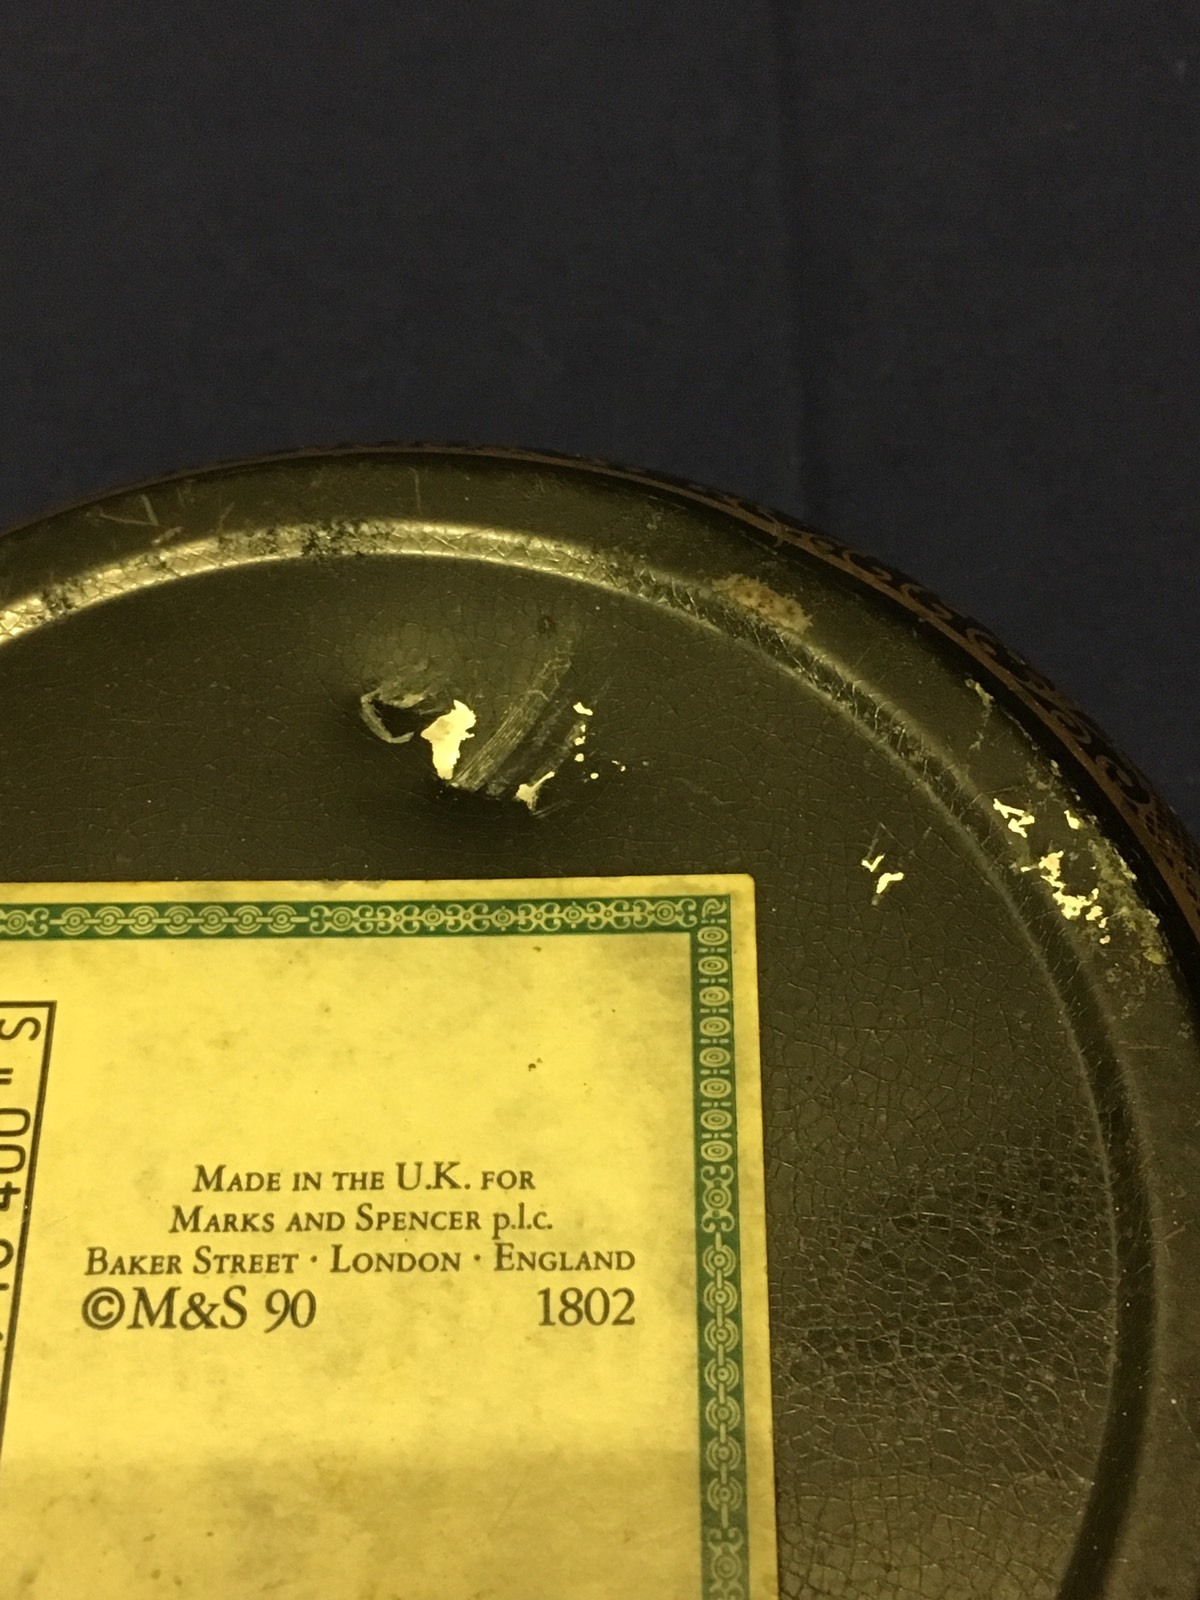 MADE IN THE U.K. FOR
MARKS AND SPENCER p.l.c.
BAKER STREET · LONDON · ENGLAND
©M&S 90 1802